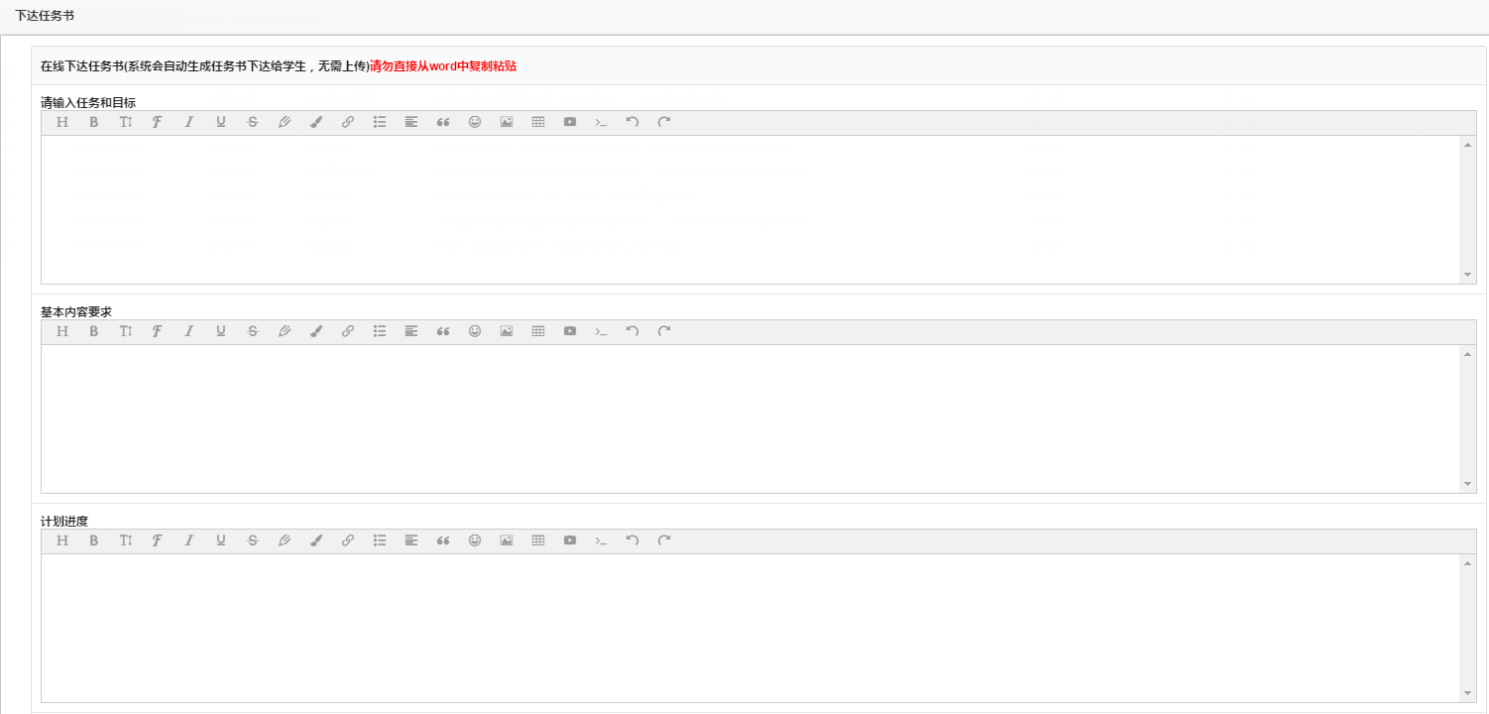 下达任务书
在线下达任务书(系统会自动生成任务书下达给学生，无需上传)请勿直接从word中复制粘贴
请输入任务和目标
基本内容要求
计划进度